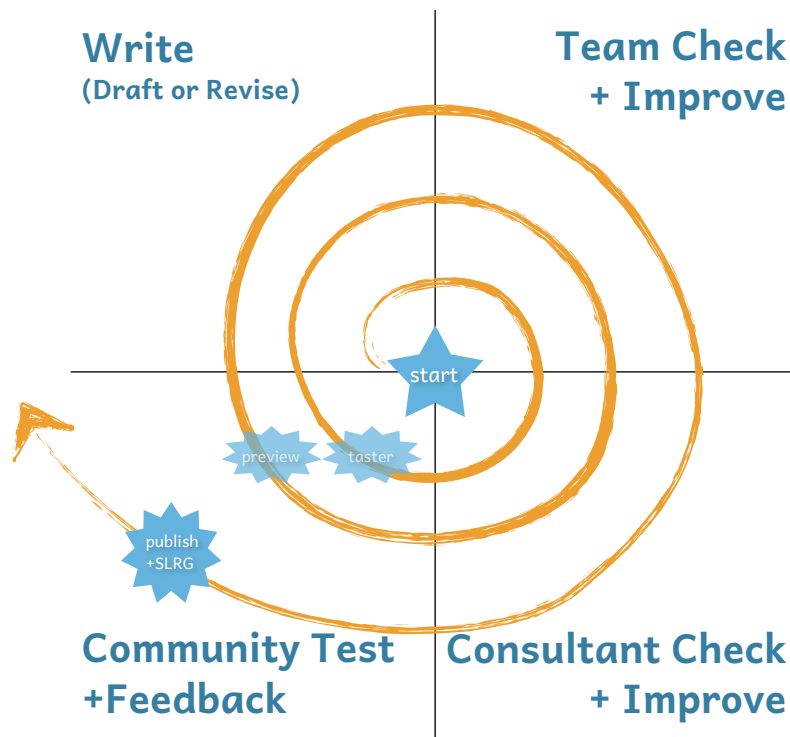 Write
(Draft or Revise)
Team Check
+ Improve
start
preview
taster
publish
+SLRG
Community Test
+Feedback
Consultant Check
+ Improve